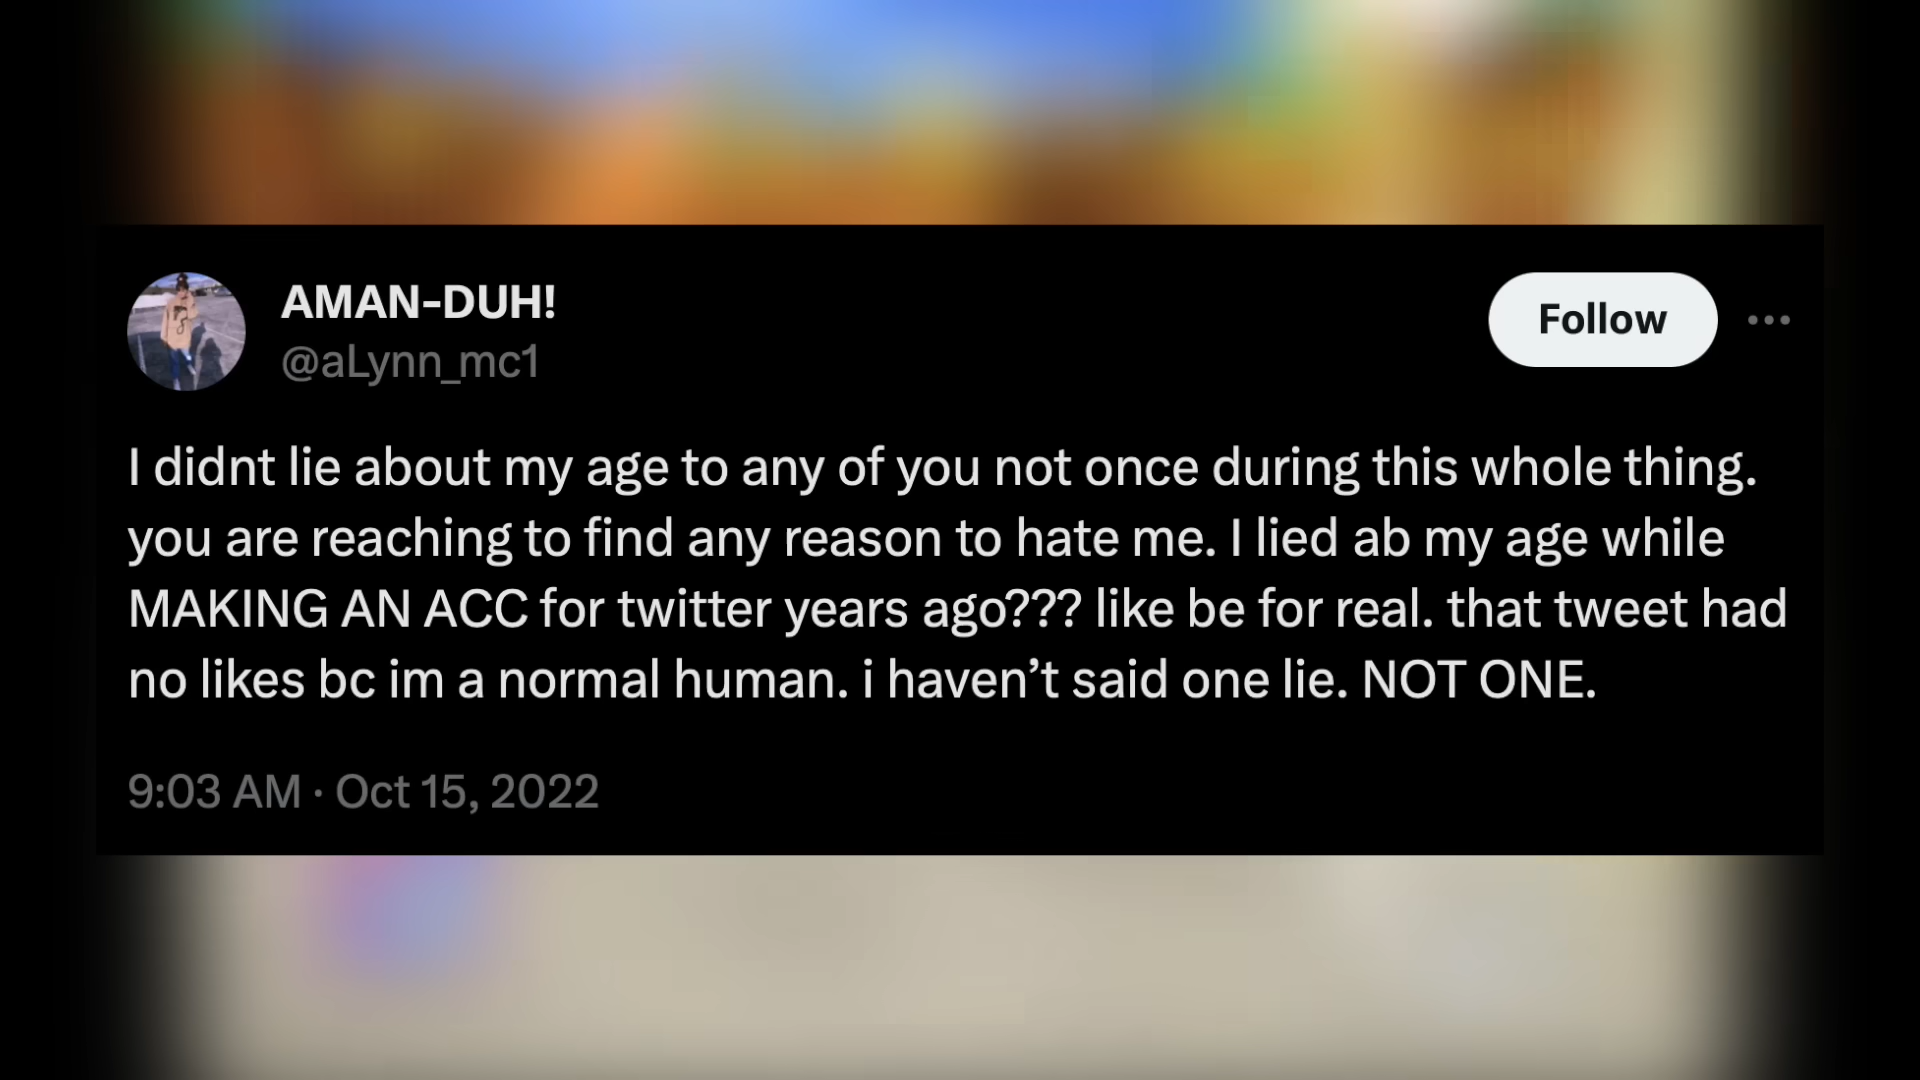 AMAN-DUH!
@aLynn_mc1
Follow
I didnt lie about my age to any of you not once during this whole thing.
you are reaching to find any reason to hate me. I lied ab my age while
MAKING AN ACC for twitter years ago??? like be for real. that tweet had
no likes bc im a normal human. i haven’t said one lie. NOT ONE.
9:03 AM · Oct 15, 2022